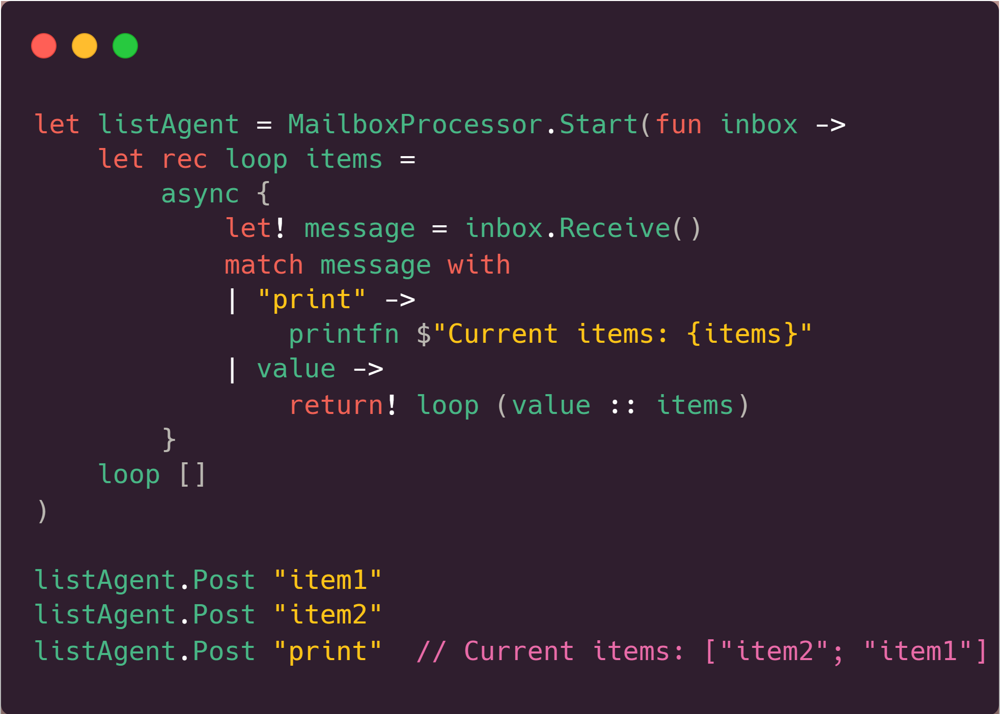 let listAgent = MailboxProcessor.Start(fun inbox ->
    let rec loop items =
        async {
            let! message = inbox.Receive()
            match message with
            | "print" ->
                printfn $"Current items: {items}"
            | value ->
                return! loop (value :: items)
        }
    loop []
)

listAgent.Post "item1"
listAgent.Post "item2"
listAgent.Post "print"  // Current items: ["item2"; "item1"]